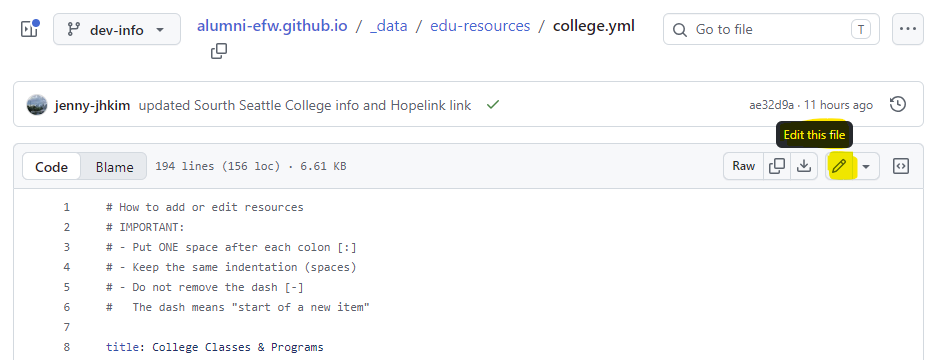 dev-info
alumni-efw.github.io / _data / edu-resources / college.yml
Go to file
T
jenny-jhkim updated Sourth Seattle College info and Hopelink link
ae32d9a · 11 hours ago
Edit this file
Code
Blame
194 lines (156 loc) · 6.61 KB
Raw
1 # How to add or edit resources
2 # IMPORTANT:
3 # - Put ONE space after each colon [:]
4 # - Keep the same indentation (spaces)
5 # - Do not remove the dash [-]
6 #   The dash means "start of a new item"
7
8 title: College Classes & Programs